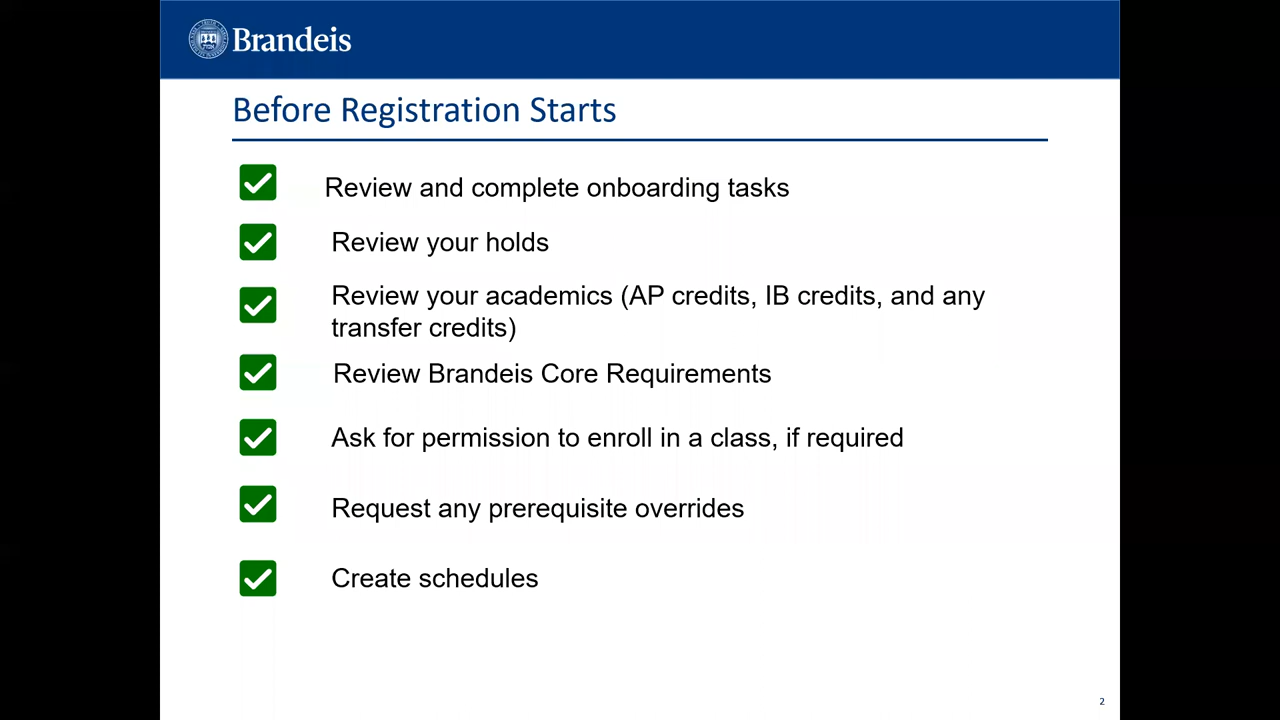 Brandeis
Before Registration Starts
Review and complete onboarding tasks
Review your holds
Review your academics (AP credits, IB credits, and any
transfer credits)
Review Brandeis Core Requirements
Ask for permission to enroll in a class, if required
Request any prerequisite overrides
Create schedules
2